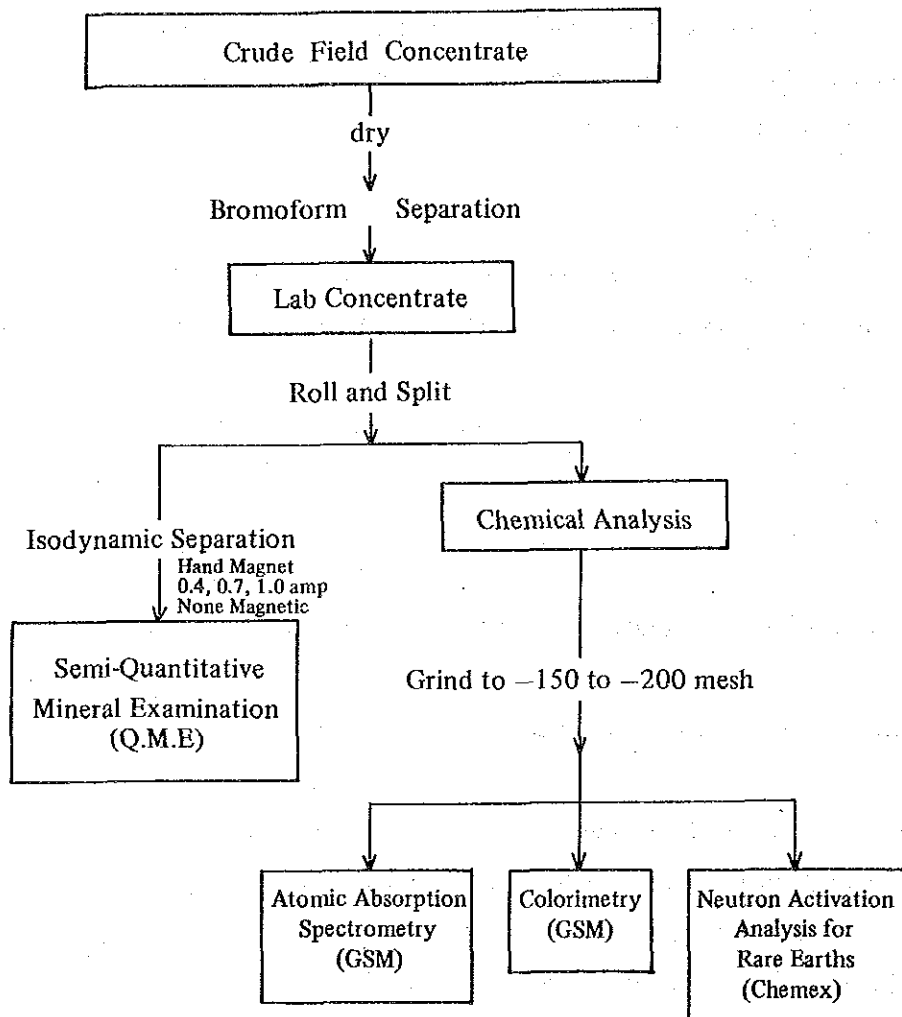 Crude Field Concentrate
dry
Bromoform Separation
Lab Concentrate
Roll and Split
Isodynamic Separation
Hand Magnet
0.4, 0.7, 1.0 amp
None Magnetic
Semi-Quantitative
Mineral Examination
(Q.M.E)
Chemical Analysis
Grind to −150 to −200 mesh
Atomic Absorption
Spectrometry
(GSM)
Colorimetry
(GSM)
Neutron Activation
Analysis for
Rare Earths
(Chemex)